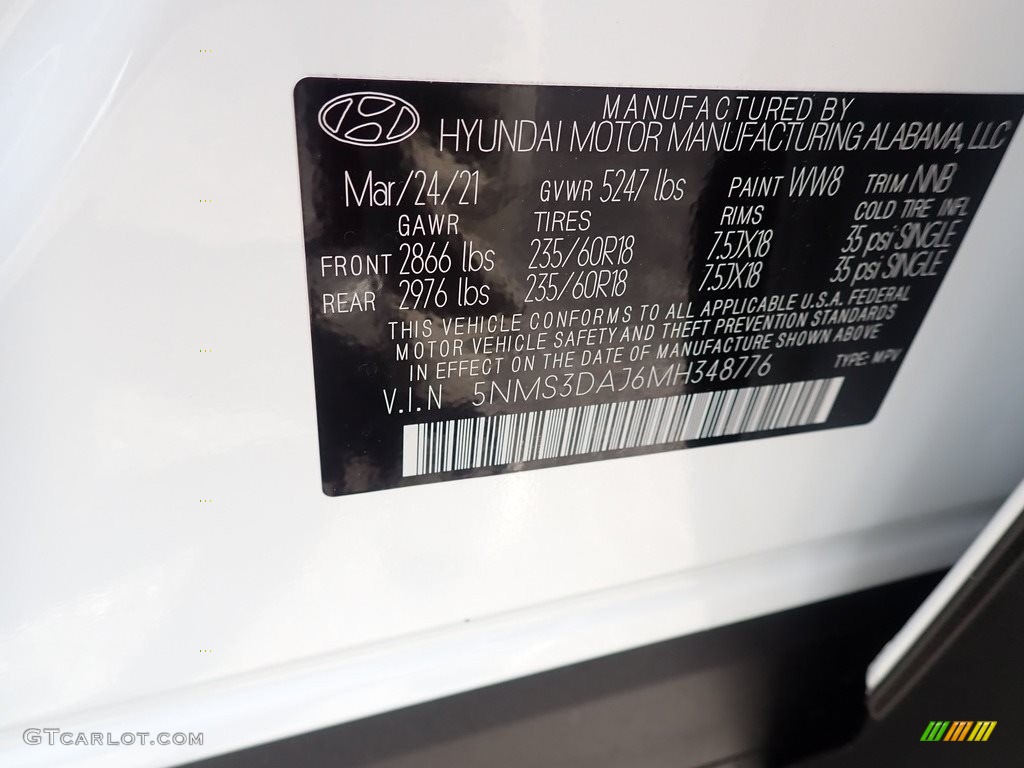 MANUFACTURED BY
HYUNDAI MOTOR MANUFACTURING ALABAMA, LLC
Mar/24/21 GVWR 5247 lbs PAINT WW8 TRIM NNB
GAWR TIRES RIMS COLD TIRE INFL
FRONT 2866 lbs 235/60R18 7.5JX18 35 psi SINGLE
REAR 2976 lbs 235/60R18 7.5JX18 35 psi SINGLE
THIS VEHICLE CONFORMS TO ALL APPLICABLE U.S.A. FEDERAL
MOTOR VEHICLE SAFETY AND THEFT PREVENTION STANDARDS
IN EFFECT ON THE DATE OF MANUFACTURE SHOWN ABOVE
V.I.N 5NMS3DAJ6MH348776 TYPE: MPV
GTCARLOT.COM